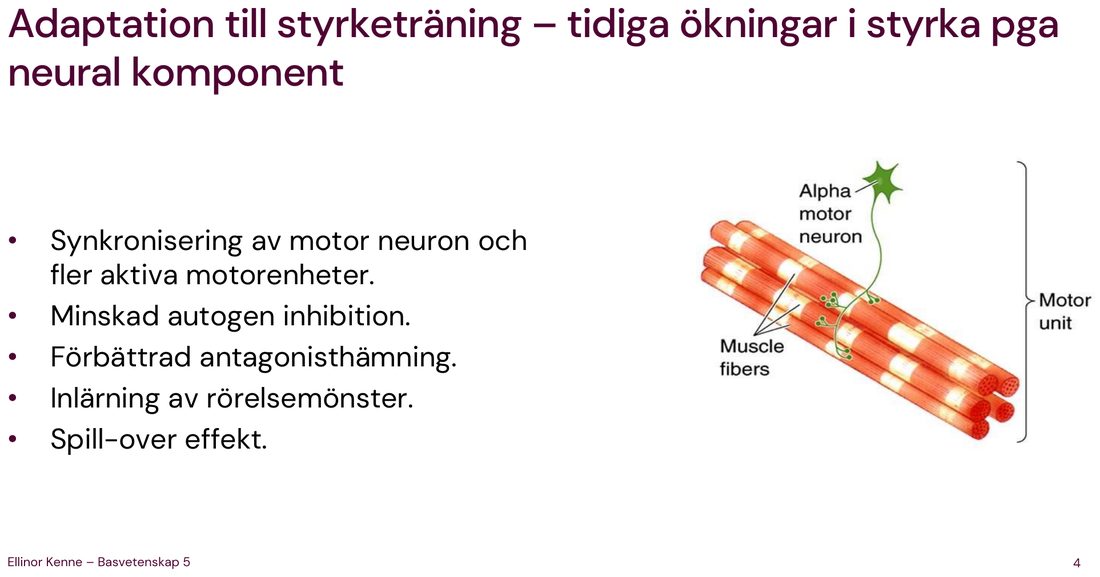 Adaptation till styrketräning – tidiga ökningar i styrka pga
neural komponent
• Synkronisering av motor neuron och
fler aktiva motorenheter.
• Minskad autogen inhibition.
• Förbättrad antagonisthämning.
• Inlärning av rörelsemönster.
• Spill-over effekt.
Alpha
motor
neuron
Muscle
fibers
Motor
unit
Ellinor Kenne – Basvetenskap 5
4